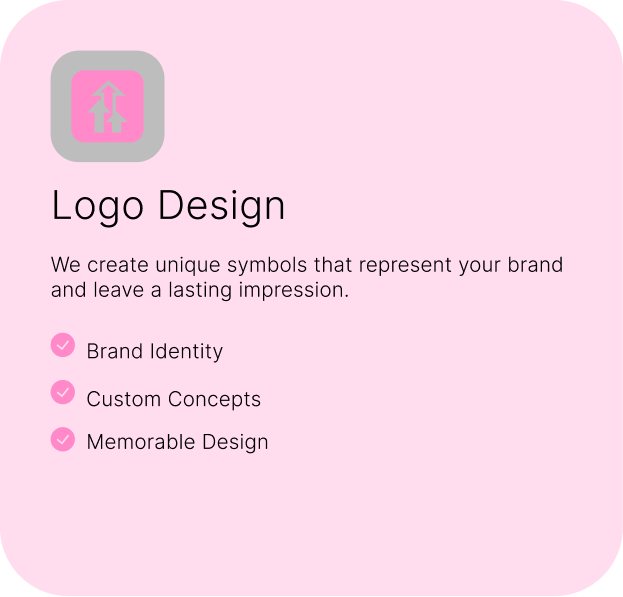 Logo Design
We create unique symbols that represent your brand
and leave a lasting impression.
Brand Identity
Custom Concepts
Memorable Design